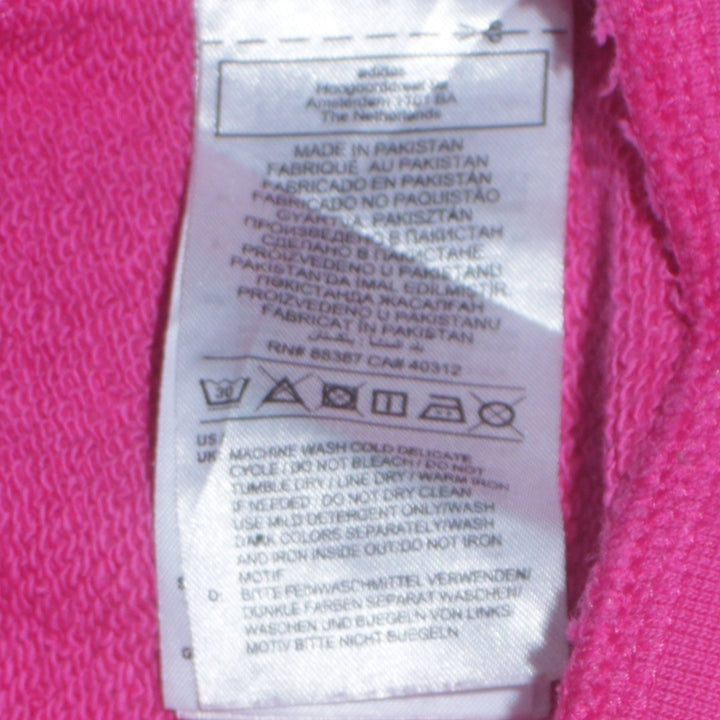 adidas
Hoogoorddreef 9a
Amsterdam 1101 BA
The Netherlands
MADE IN PAKISTAN
FABRIQUÉ AU PAKISTAN
FABRICADO EN PAKISTAN
FABRICADO NO PAQUISTÃO
GYÁRTVA PAKISZTÁN
ПРОИЗВЕДЕНО В ПАКИСТАН
СДЕЛАНО В ПАКИСТАНЕ
PROIZVEDENO U PAKISTANU
PAKISTAN'DA IMAL EDILMIŞTIR
ПӘКІСТАНДА ЖАСАЛҒАН
PROIZVEDENO U PAKISTANU
FABRICAT ÎN PAKISTAN
RN# 88387 CA# 40312
30
US/
UK: MACHINE WASH COLD DELICATE
CYCLE / DO NOT BLEACH / DO NOT
TUMBLE DRY / LINE DRY / WARM IRON
IF NEEDED / DO NOT DRY CLEAN
USE MILD DETERGENT ONLY/WASH
DARK COLORS SEPARATELY/WASH
AND IRON INSIDE OUT:DO NOT IRON
MOTIF
S
D: BITTE FEINWASCHMITTEL VERWENDEN/
DUNKLE FARBEN SEPARAT WASCHEN/
WASCHEN UND BUEGELN VON LINKS
G MOTIV BITTE NICHT BUEGELN